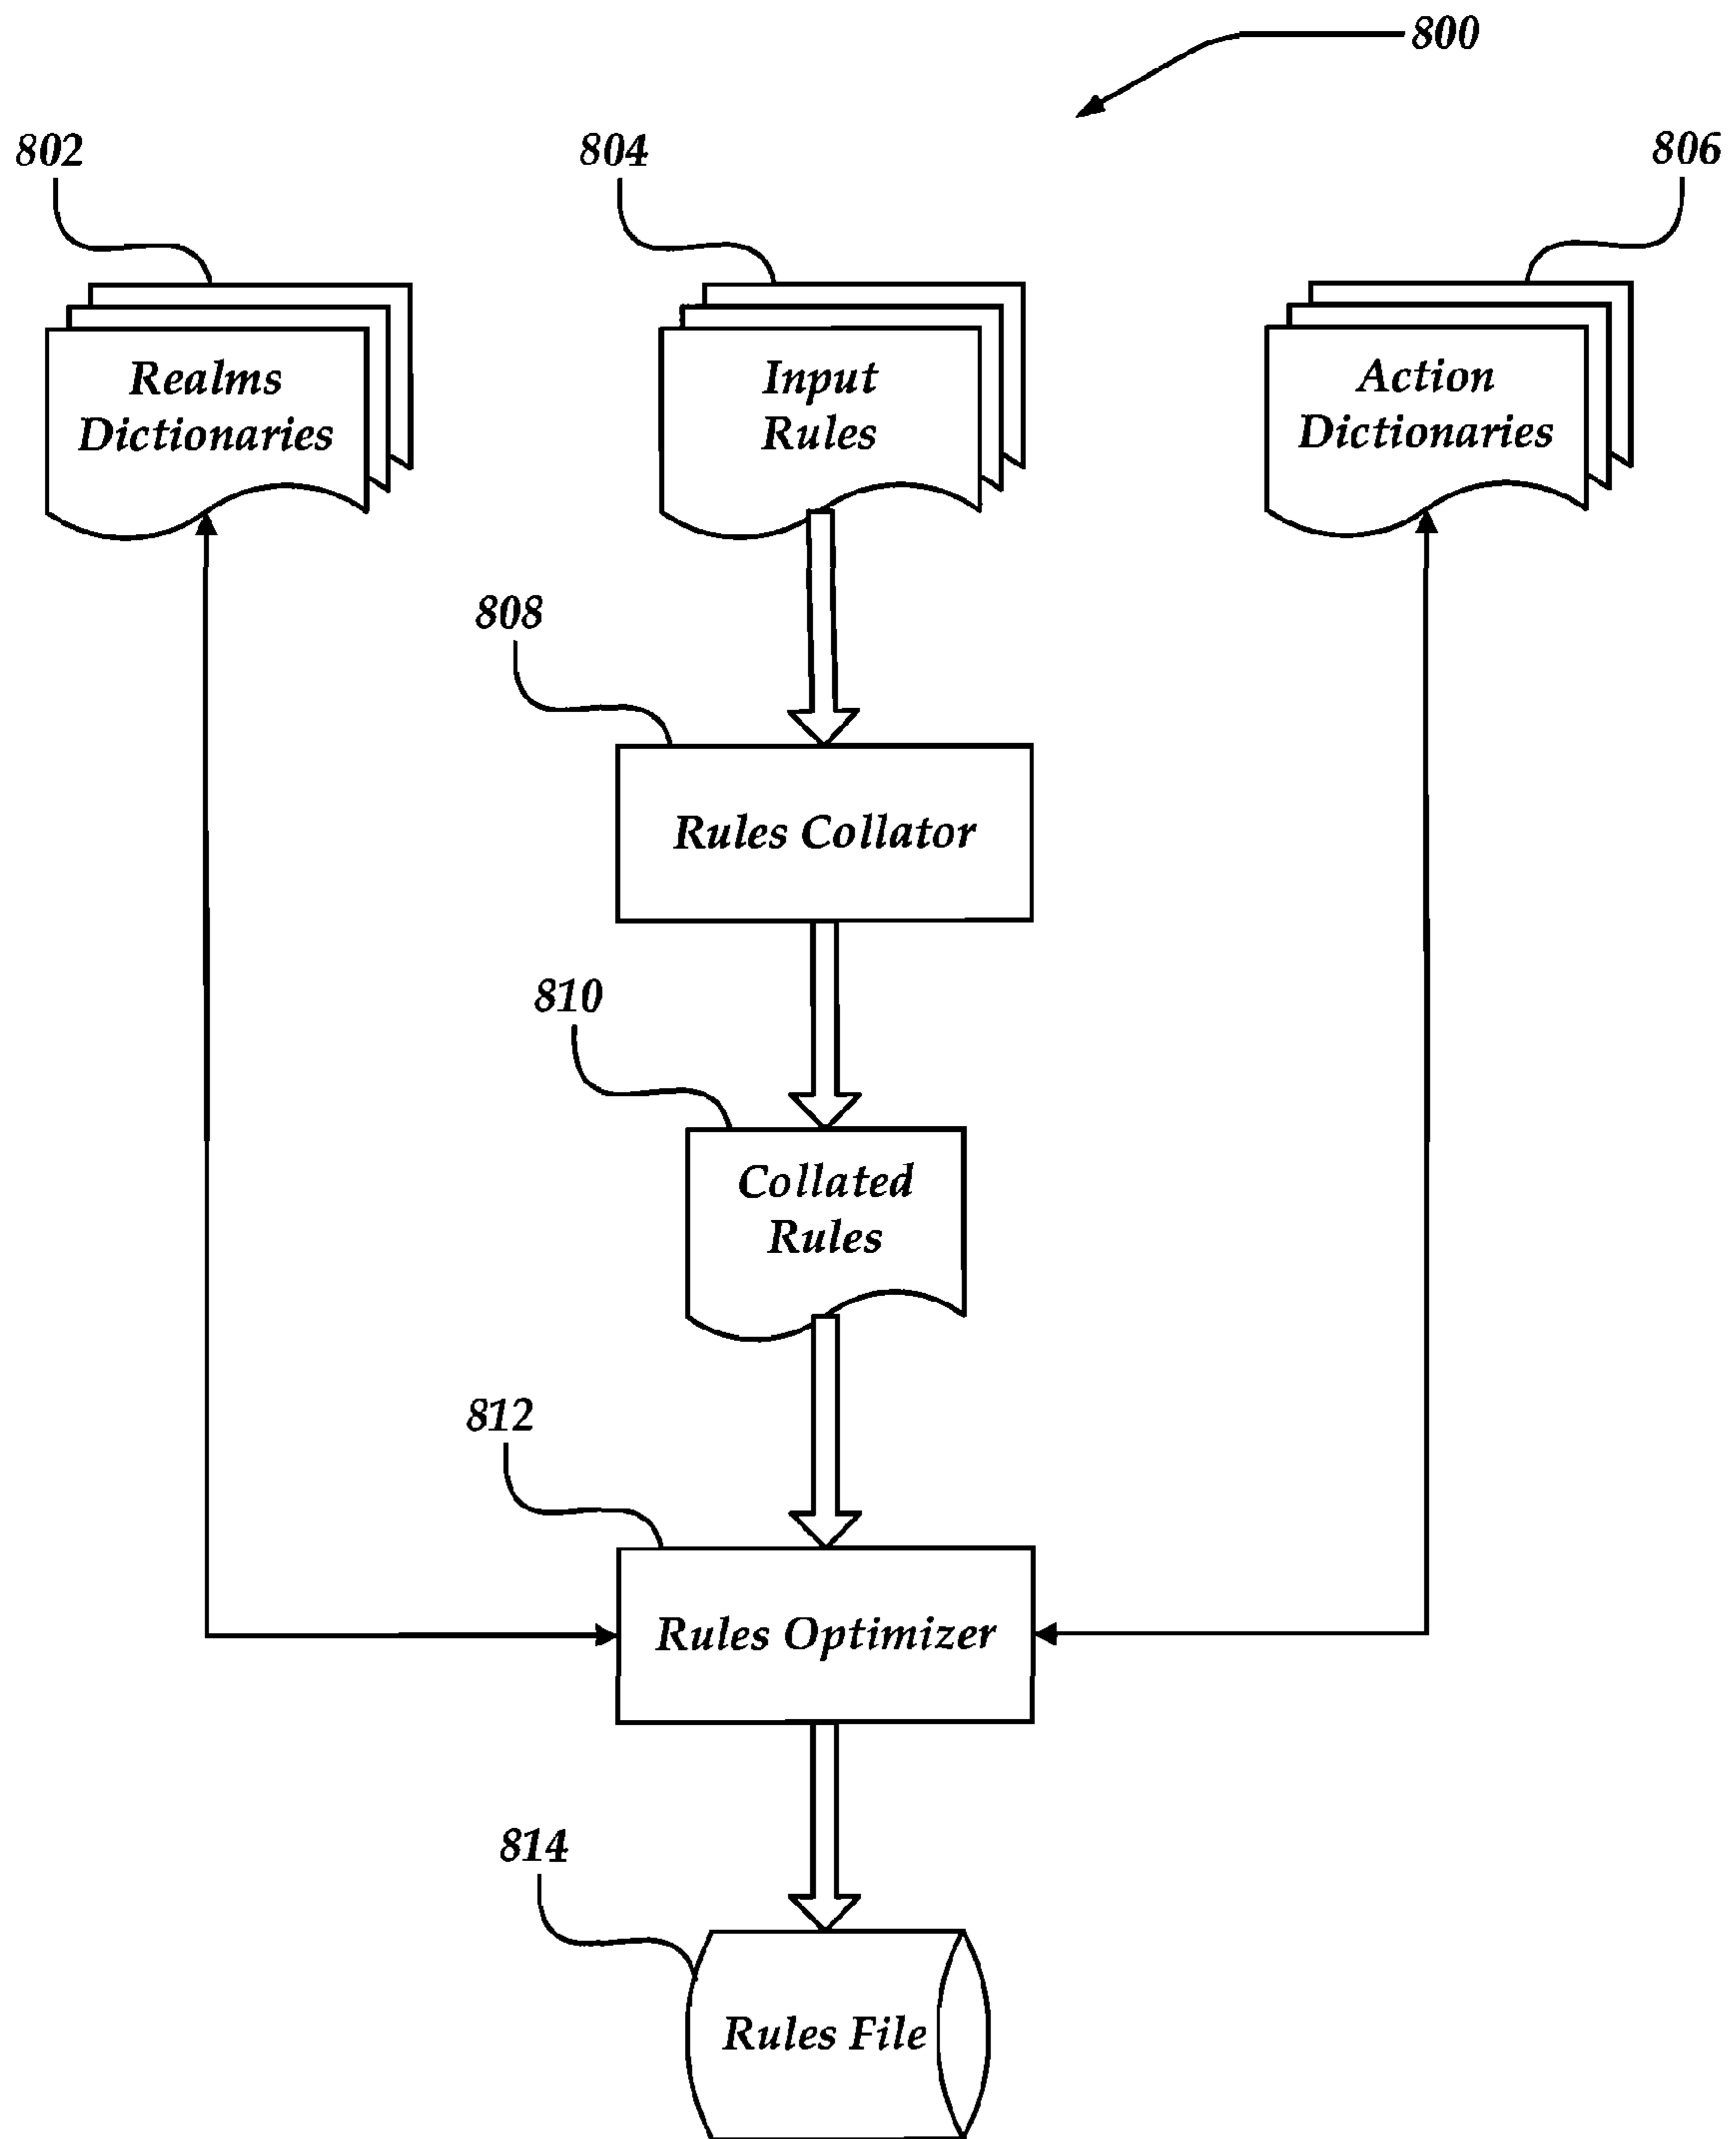 800
802
804
806
Realms
Dictionaries
Input
Rules
Action
Dictionaries
808
Rules Collator
810
Collated
Rules
812
Rules Optimizer
814
Rules File